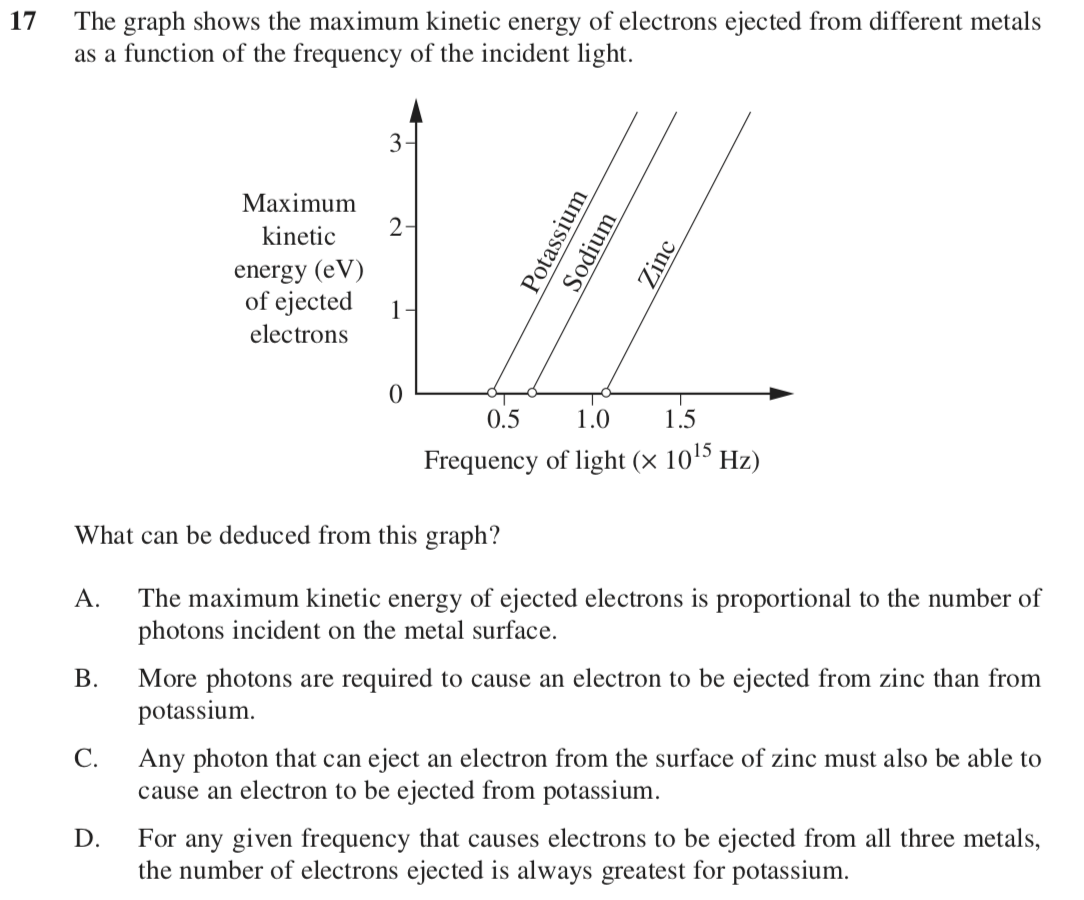 17 The graph shows the maximum kinetic energy of electrons ejected from different metals
as a function of the frequency of the incident light.
3
Maximum
kinetic
energy (eV)
of ejected
electrons
2
1
0
Potassium
Sodium
Zinc
0.5 1.0 1.5
Frequency of light (× 10¹⁵ Hz)
What can be deduced from this graph?
A. The maximum kinetic energy of ejected electrons is proportional to the number of
photons incident on the metal surface.
B. More photons are required to cause an electron to be ejected from zinc than from
potassium.
C. Any photon that can eject an electron from the surface of zinc must also be able to
cause an electron to be ejected from potassium.
D. For any given frequency that causes electrons to be ejected from all three metals,
the number of electrons ejected is always greatest for potassium.